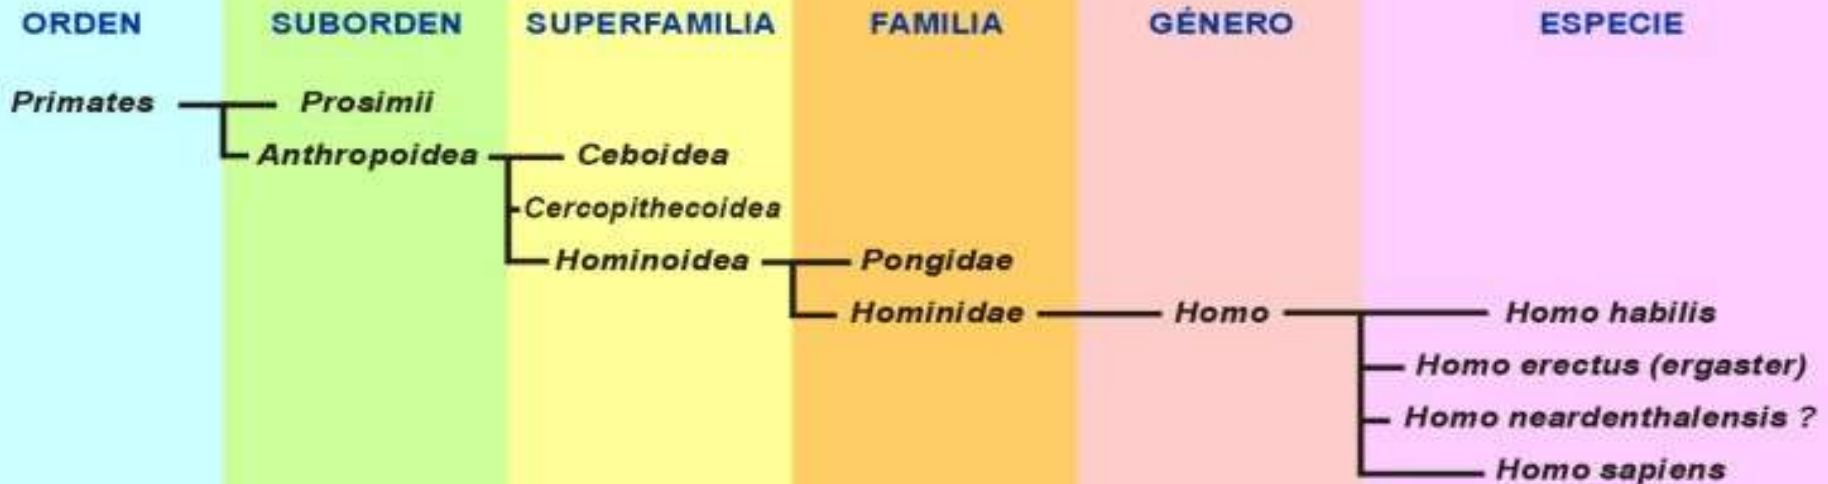 ORDEN SUBORDEN SUPERFAMILIA FAMILIA GÉNERO ESPECIE
Primates Prosimii
Anthropoidea Ceboidea
Cercopithecoidea
Hominoidea Pongidae
Hominidae Homo Homo habilis
Homo erectus (ergaster)
Homo neardenthalensis ?
Homo sapiens